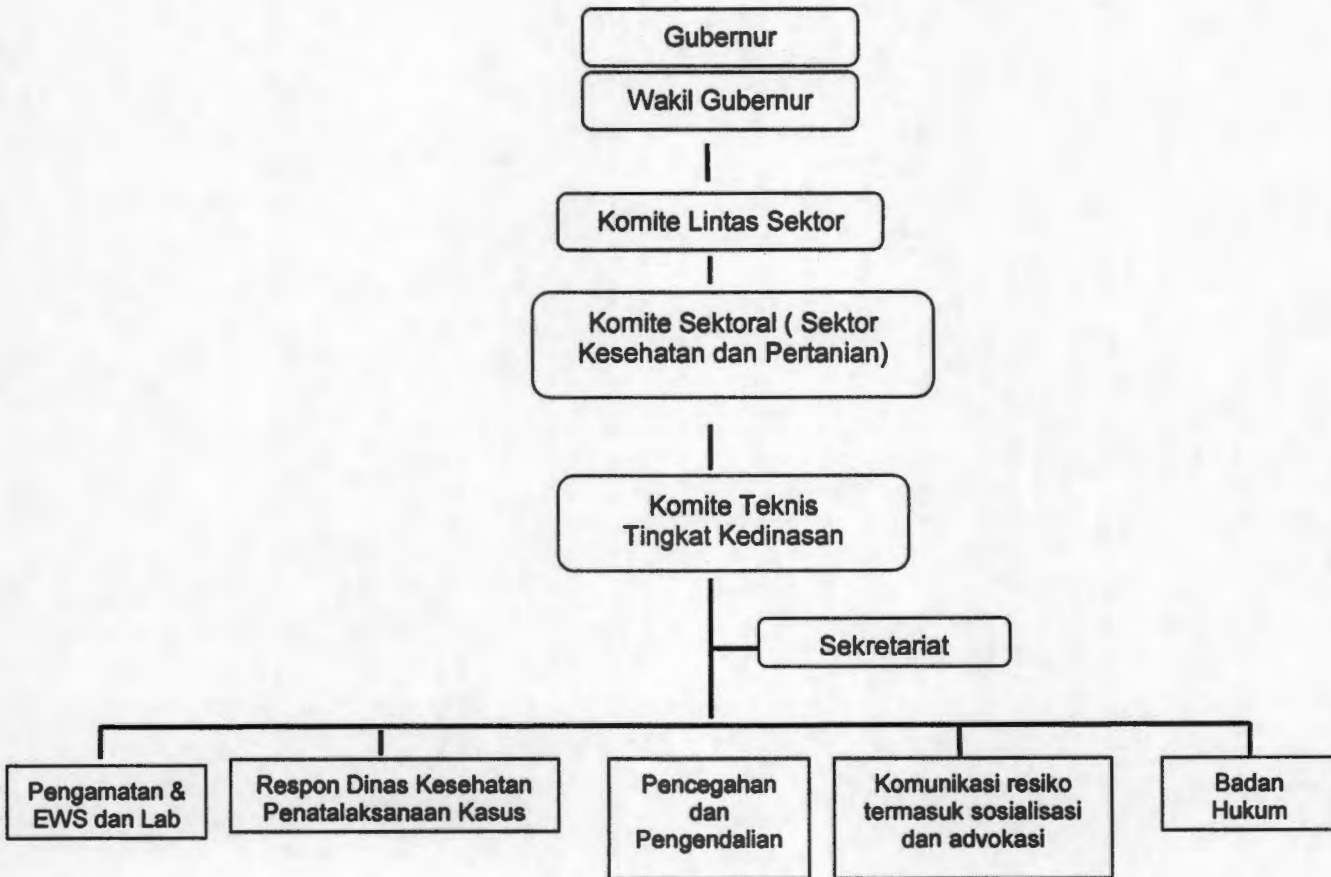 Gubernur
Wakil Gubernur
Komite Lintas Sektor
Komite Sektoral ( Sektor
Kesehatan dan Pertanian)
Komite Teknis
Tingkat Kedinasan
Sekretariat
Pengamatan &
EWS dan Lab
Respon Dinas Kesehatan
Penatalaksanaan Kasus
Pencegahan
dan
Pengendalian
Komunikasi resiko
termasuk sosialisasi
dan advokasi
Badan
Hukum